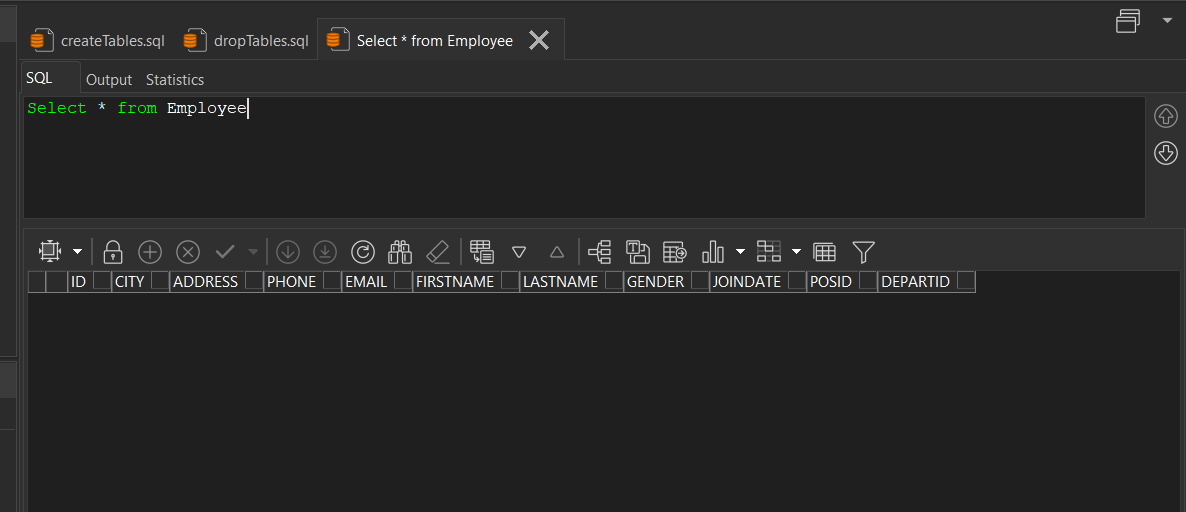 createTables.sql dropTables.sql Select * from Employee
SQL Output Statistics
Select * from Employee
ID CITY ADDRESS PHONE EMAIL FIRSTNAME LASTNAME GENDER JOINDATE POSID DEPARTID